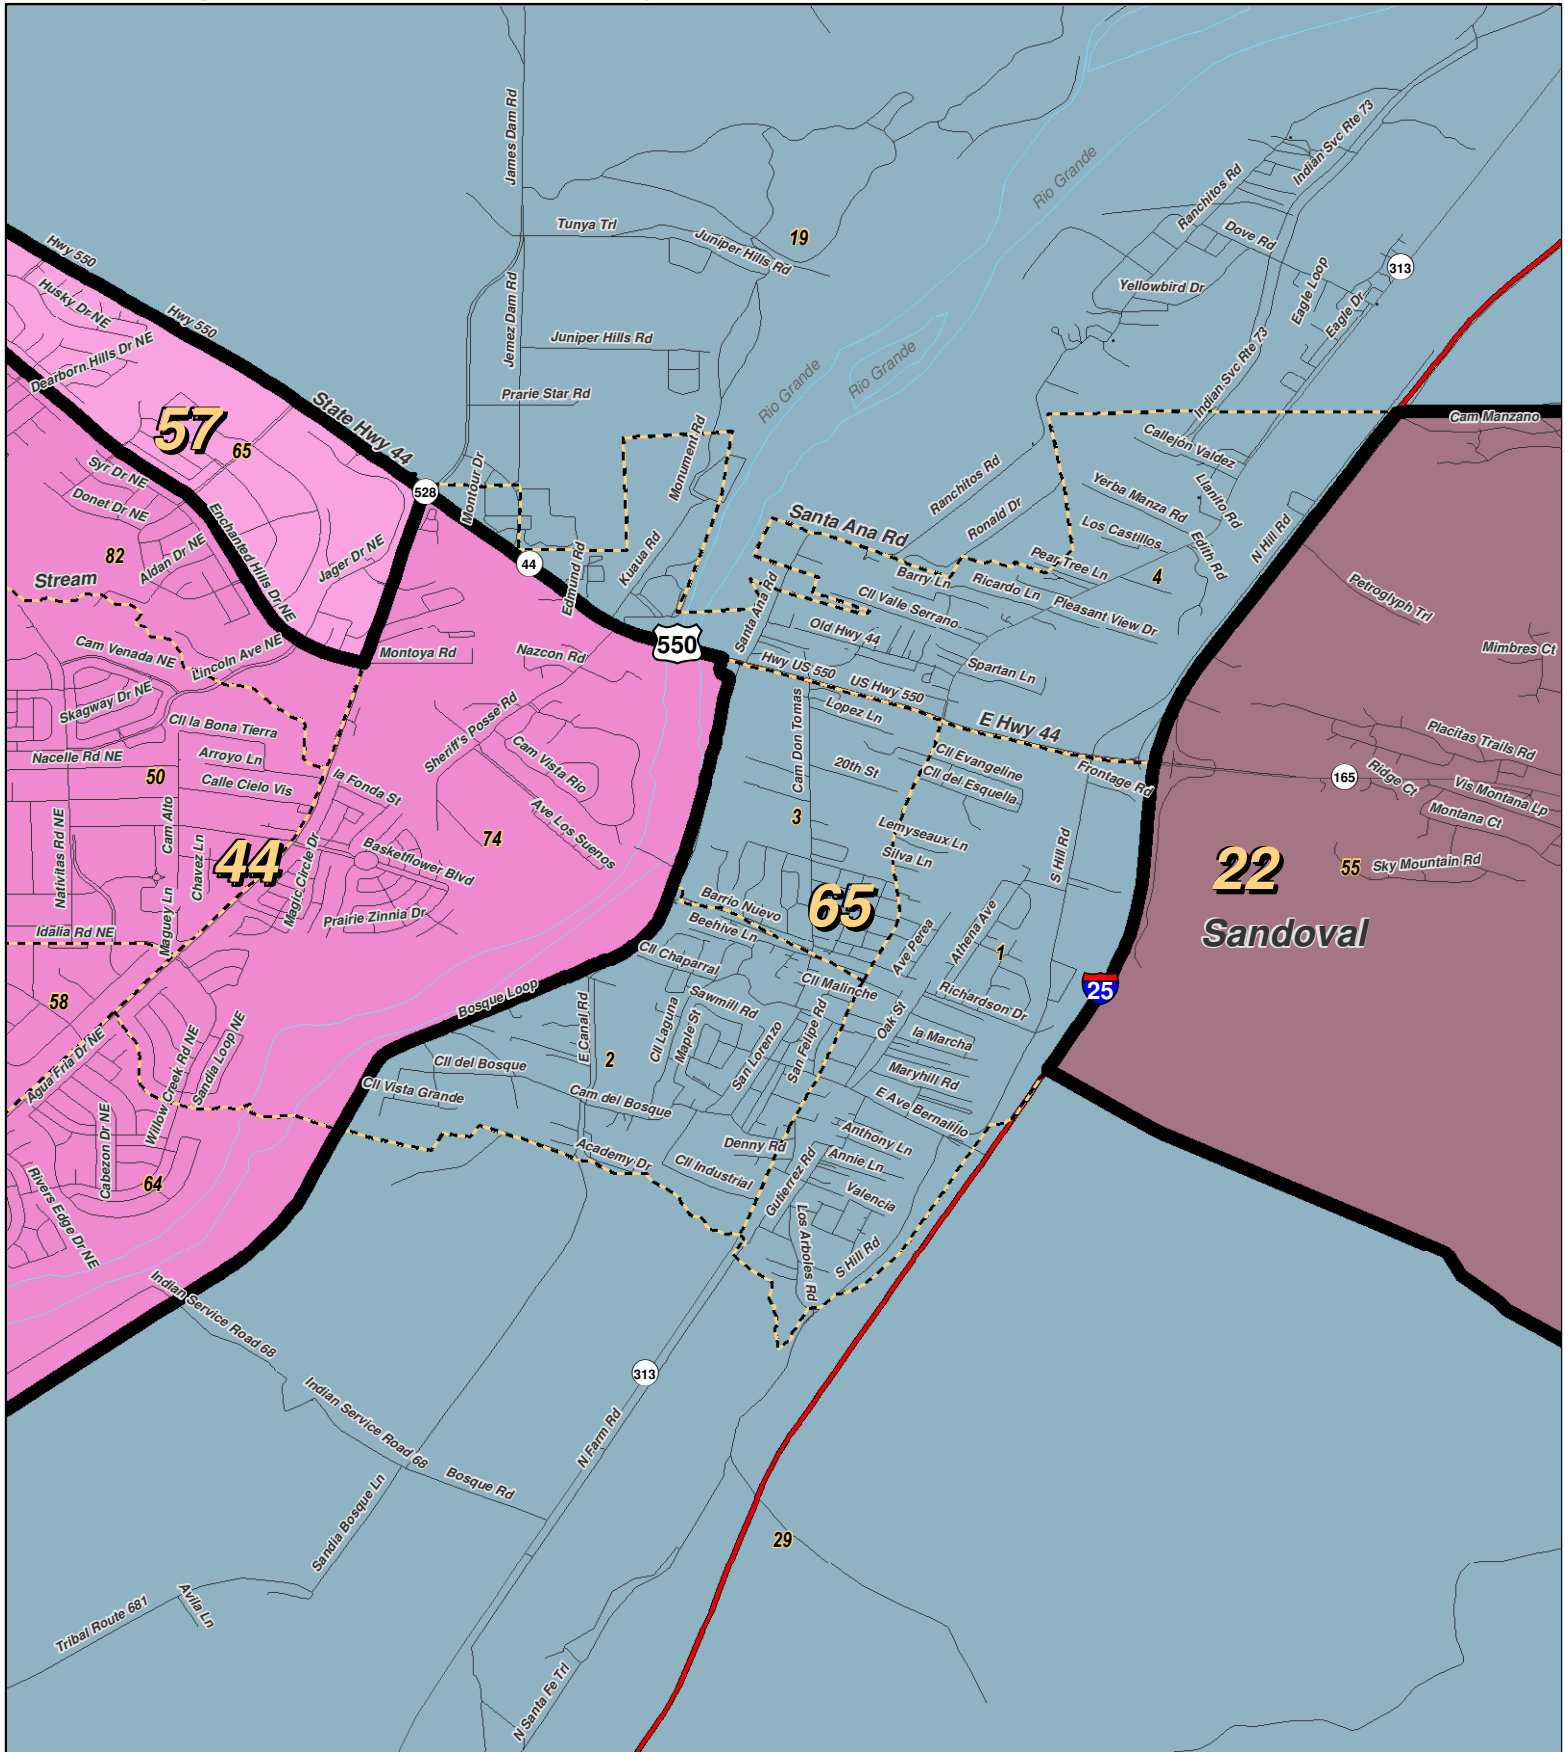 James Dam Rd
Indian Svc Rte 73
Rio Grande
Ranchitos Rd
Tunya Trl
Juniper Hills Rd
19
Dove Rd
Hwy 550
313
Husky Dr NE
Yellowbird Dr
Eagle Loop
Eagle Dr
Hwy 550
Jemez Dam Rd
Juniper Hills Rd
Dearborn Hills Dr NE
Rio Grande
Rio Grande
Indian Svc Rte 73
Prarie Star Rd
State Hwy 44
57
65
Cam Manzano
Callejón Valdez
Monument Rd
Montour Dr
Syr Dr NE
Ranchitos Rd
528
Yerba Manza Rd
Llanito Rd
Donet Dr NE
Enchanted Hills Dr NE
Santa Ana Rd
Ronald Dr
Los Castillos
N Hill Rd
82
Aldan Dr NE
Jager Dr NE
44
Edmund Rd
Kuaua Rd
Pear Tree Ln
Edith Rd
Stream
Barry Ln
Ricardo Ln
4
Cll Valle Serrano
Pleasant View Dr
Petroglyph Trl
Santa Ana Rd
Old Hwy 44
Cam Venada NE
Lincoln Ave NE
Montoya Rd
Nazcon Rd
550
Mimbres Ct
Hwy US 550
US Hwy 550
Spartan Ln
Skagway Dr NE
Cll la Bona Tierra
Sheriff's Posse Rd
Cam Don Tomas
Lopez Ln
E Hwy 44
Nacelle Rd NE
Arroyo Ln
Cam Vista Rio
Placitas Trails Rd
50
Calle Cielo Vis
la Fonda St
20th St
Cll Evangeline
Cll del Esquella
Frontage Rd
165
Ridge Ct
Vis Montana Lp
Nativitas Rd NE
Cam Alto
Ave Los Suenos
3
Montana Ct
44
74
Lemyseaux Ln
Silva Ln
S Hill Rd
22
55
Sky Mountain Rd
Chavez Ln
Magic Circle Dr
Basketflower Blvd
65
Barrio Nuevo
Prairie Zinnia Dr
Beehive Ln
Sandoval
Idalia Rd NE
Maguey Ln
Ave Perea
Athena Ave
1
Cll Chaparral
Cll Malinche
25
58
Bosque Loop
Sawmill Rd
Richardson Dr
E Canal Rd
Cll Laguna
Maple St
San Lorenzo
San Felipe Rd
Oak St
la Marcha
Agua Fria Dr NE
Willow Creek Rd NE
Sandia Loop NE
Cll del Bosque
2
Maryhill Rd
Cll Vista Grande
Cam del Bosque
E Ave Bernalillo
Cabezon Dr NE
Denny Rd
Anthony Ln
Academy Dr
Annie Ln
64
Cll Industrial
Gutierrez Rd
Valencia
Rivers Edge Dr NE
Los Arboles Rd
S Hill Rd
Indian Service Road 68
313
Indian Service Road 68
N Farm Rd
Bosque Rd
Sandia Bosque Ln
29
Tribal Route 681
Avila Ln
N Santa Fe Trl